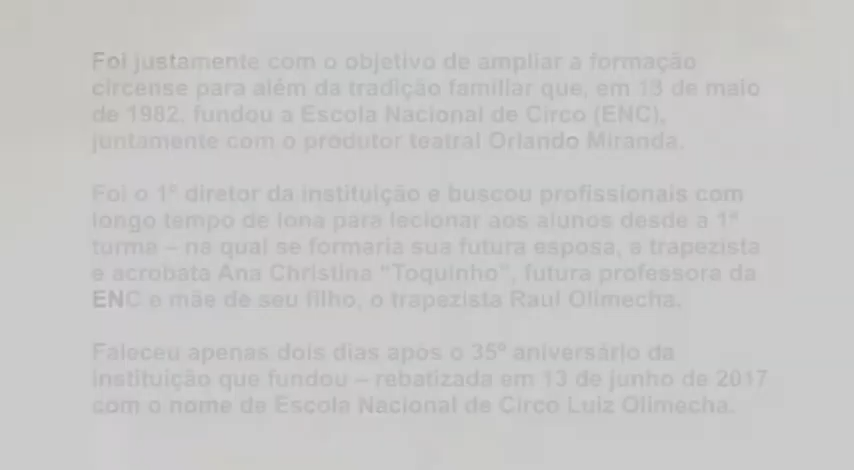 Foi justamente com o objetivo de ampliar a formação
circense para além da tradição familiar que, em 13 de maio
de 1982, fundou a Escola Nacional de Circo (ENC),
juntamente com o produtor teatral Orlando Miranda.
Foi o 1º diretor da instituição e buscou profissionais com
longo tempo de lona para lecionar aos alunos desde a 1ª
turma – na qual se formaria sua futura esposa, a trapezista
e acrobata Ana Christina "Toquinho", futura professora da
ENC e mãe de seu filho, o trapezista Raul Olimecha.
Faleceu apenas dois dias após o 35º aniversário da
instituição que fundou – rebatizada em 13 de junho de 2017
com o nome de Escola Nacional de Circo Luiz Olimecha.